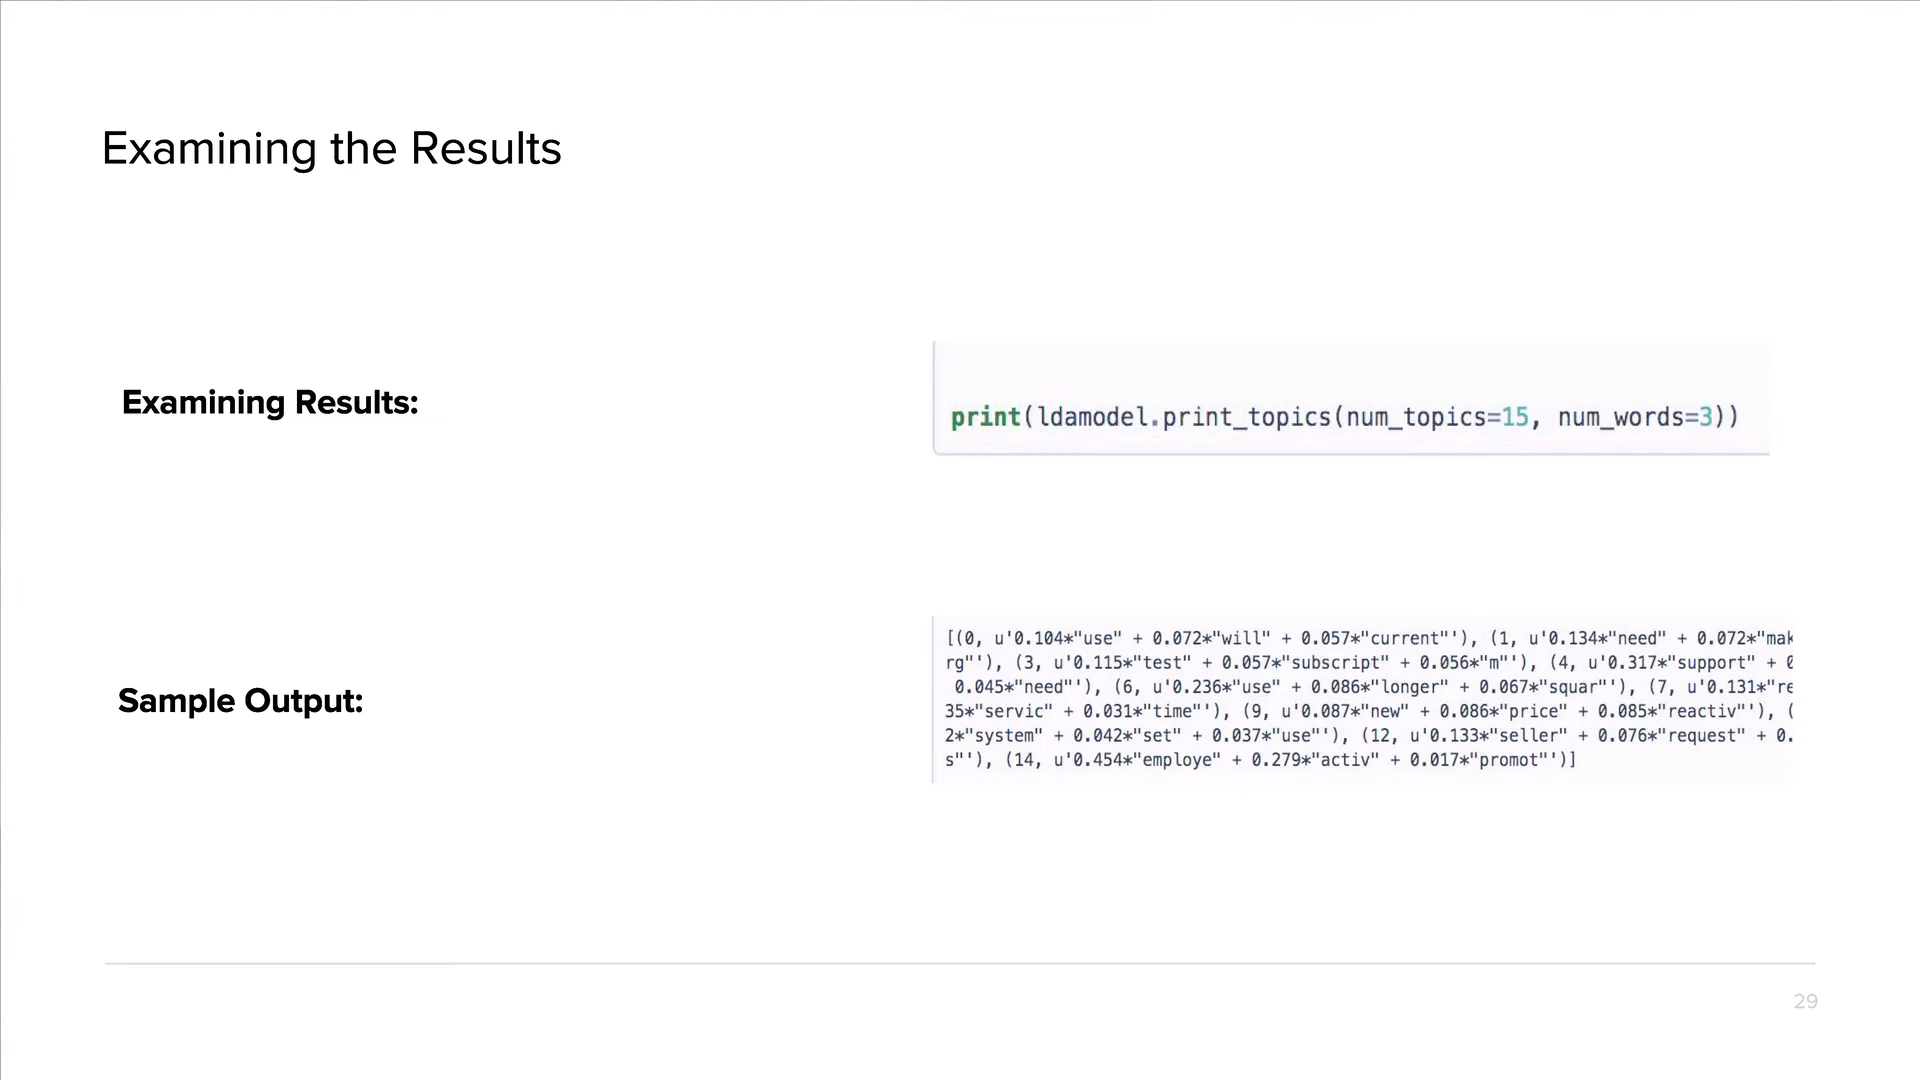 Examining the Results
Examining Results:
print(ldamodel.print_topics(num_topics=15, num_words=3))
Sample Output:
[(0, u'0.104*"use" + 0.072*"will" + 0.057*"current"'), (1, u'0.134*"need" + 0.072*"mak
rg"'), (3, u'0.115*"test" + 0.057*"subscript" + 0.056*"m"'), (4, u'0.317*"support" + 0
0.045*"need"'), (6, u'0.236*"use" + 0.086*"longer" + 0.067*"squar"'), (7, u'0.131*"re
35*"servic" + 0.031*"time"'), (9, u'0.087*"new" + 0.086*"price" + 0.085*"reactiv"'), (
2*"system" + 0.042*"set" + 0.037*"use"'), (12, u'0.133*"seller" + 0.076*"request" + 0.
s"'), (14, u'0.454*"employe" + 0.279*"activ" + 0.017*"promot"')]
29